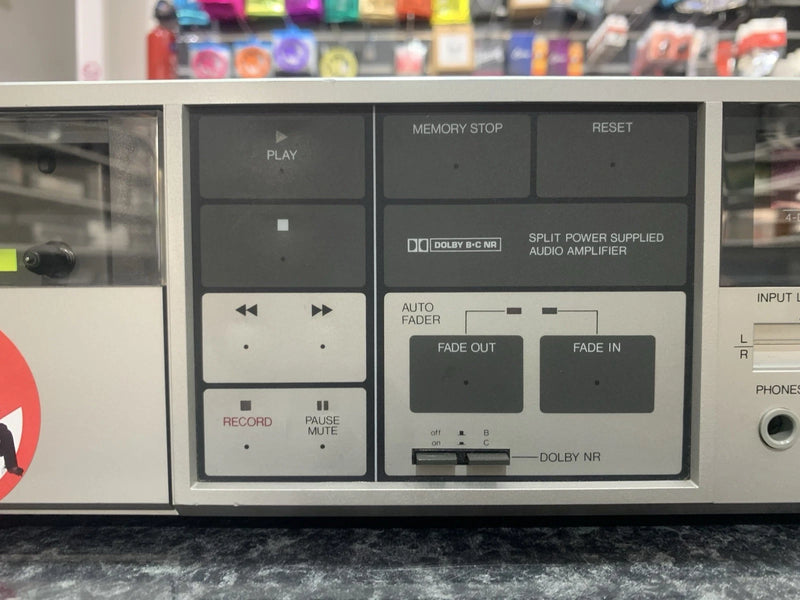 PLAY
MEMORY STOP
RESET
DOLBY B•C NR
SPLIT POWER SUPPLIED
AUDIO AMPLIFIER
AUTO
FADER
FADE OUT
FADE IN
RECORD
PAUSE
MUTE
off
on
B
C
DOLBY NR
4-
INPUT L
L
R
PHONES